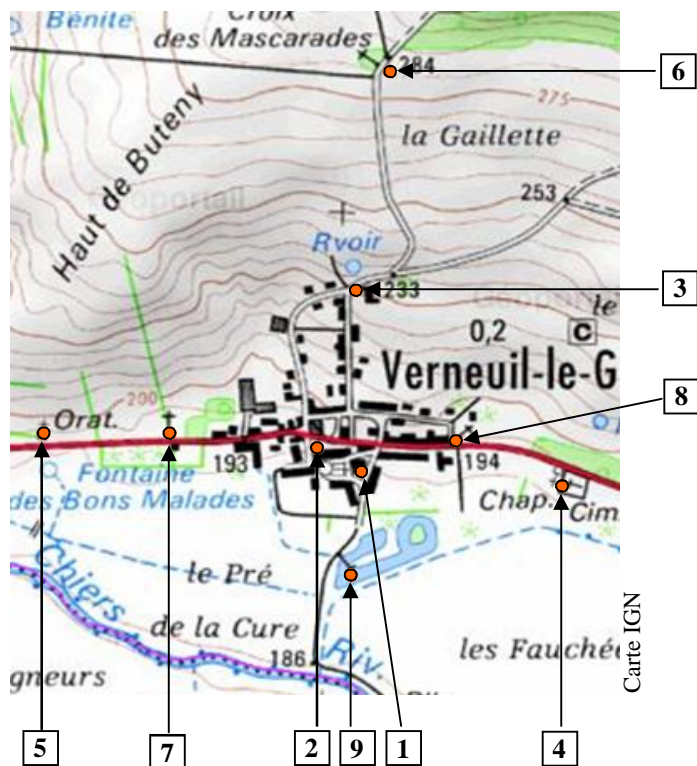 Croix
Bénite
des Mascarades
284
6
275
la Gaillette
Haut de Buteny
253
Rvoir
233
3
le
0,2
C
Verneuil-le-G
8
200
Orat.
193
194
Fontaine
des Bons Malades
Chap.
Cim
le Pré
Chiers
de la Cure
les Fauchée
186
Riv.
gneurs
Carte IGN
5
7
2
9
1
4